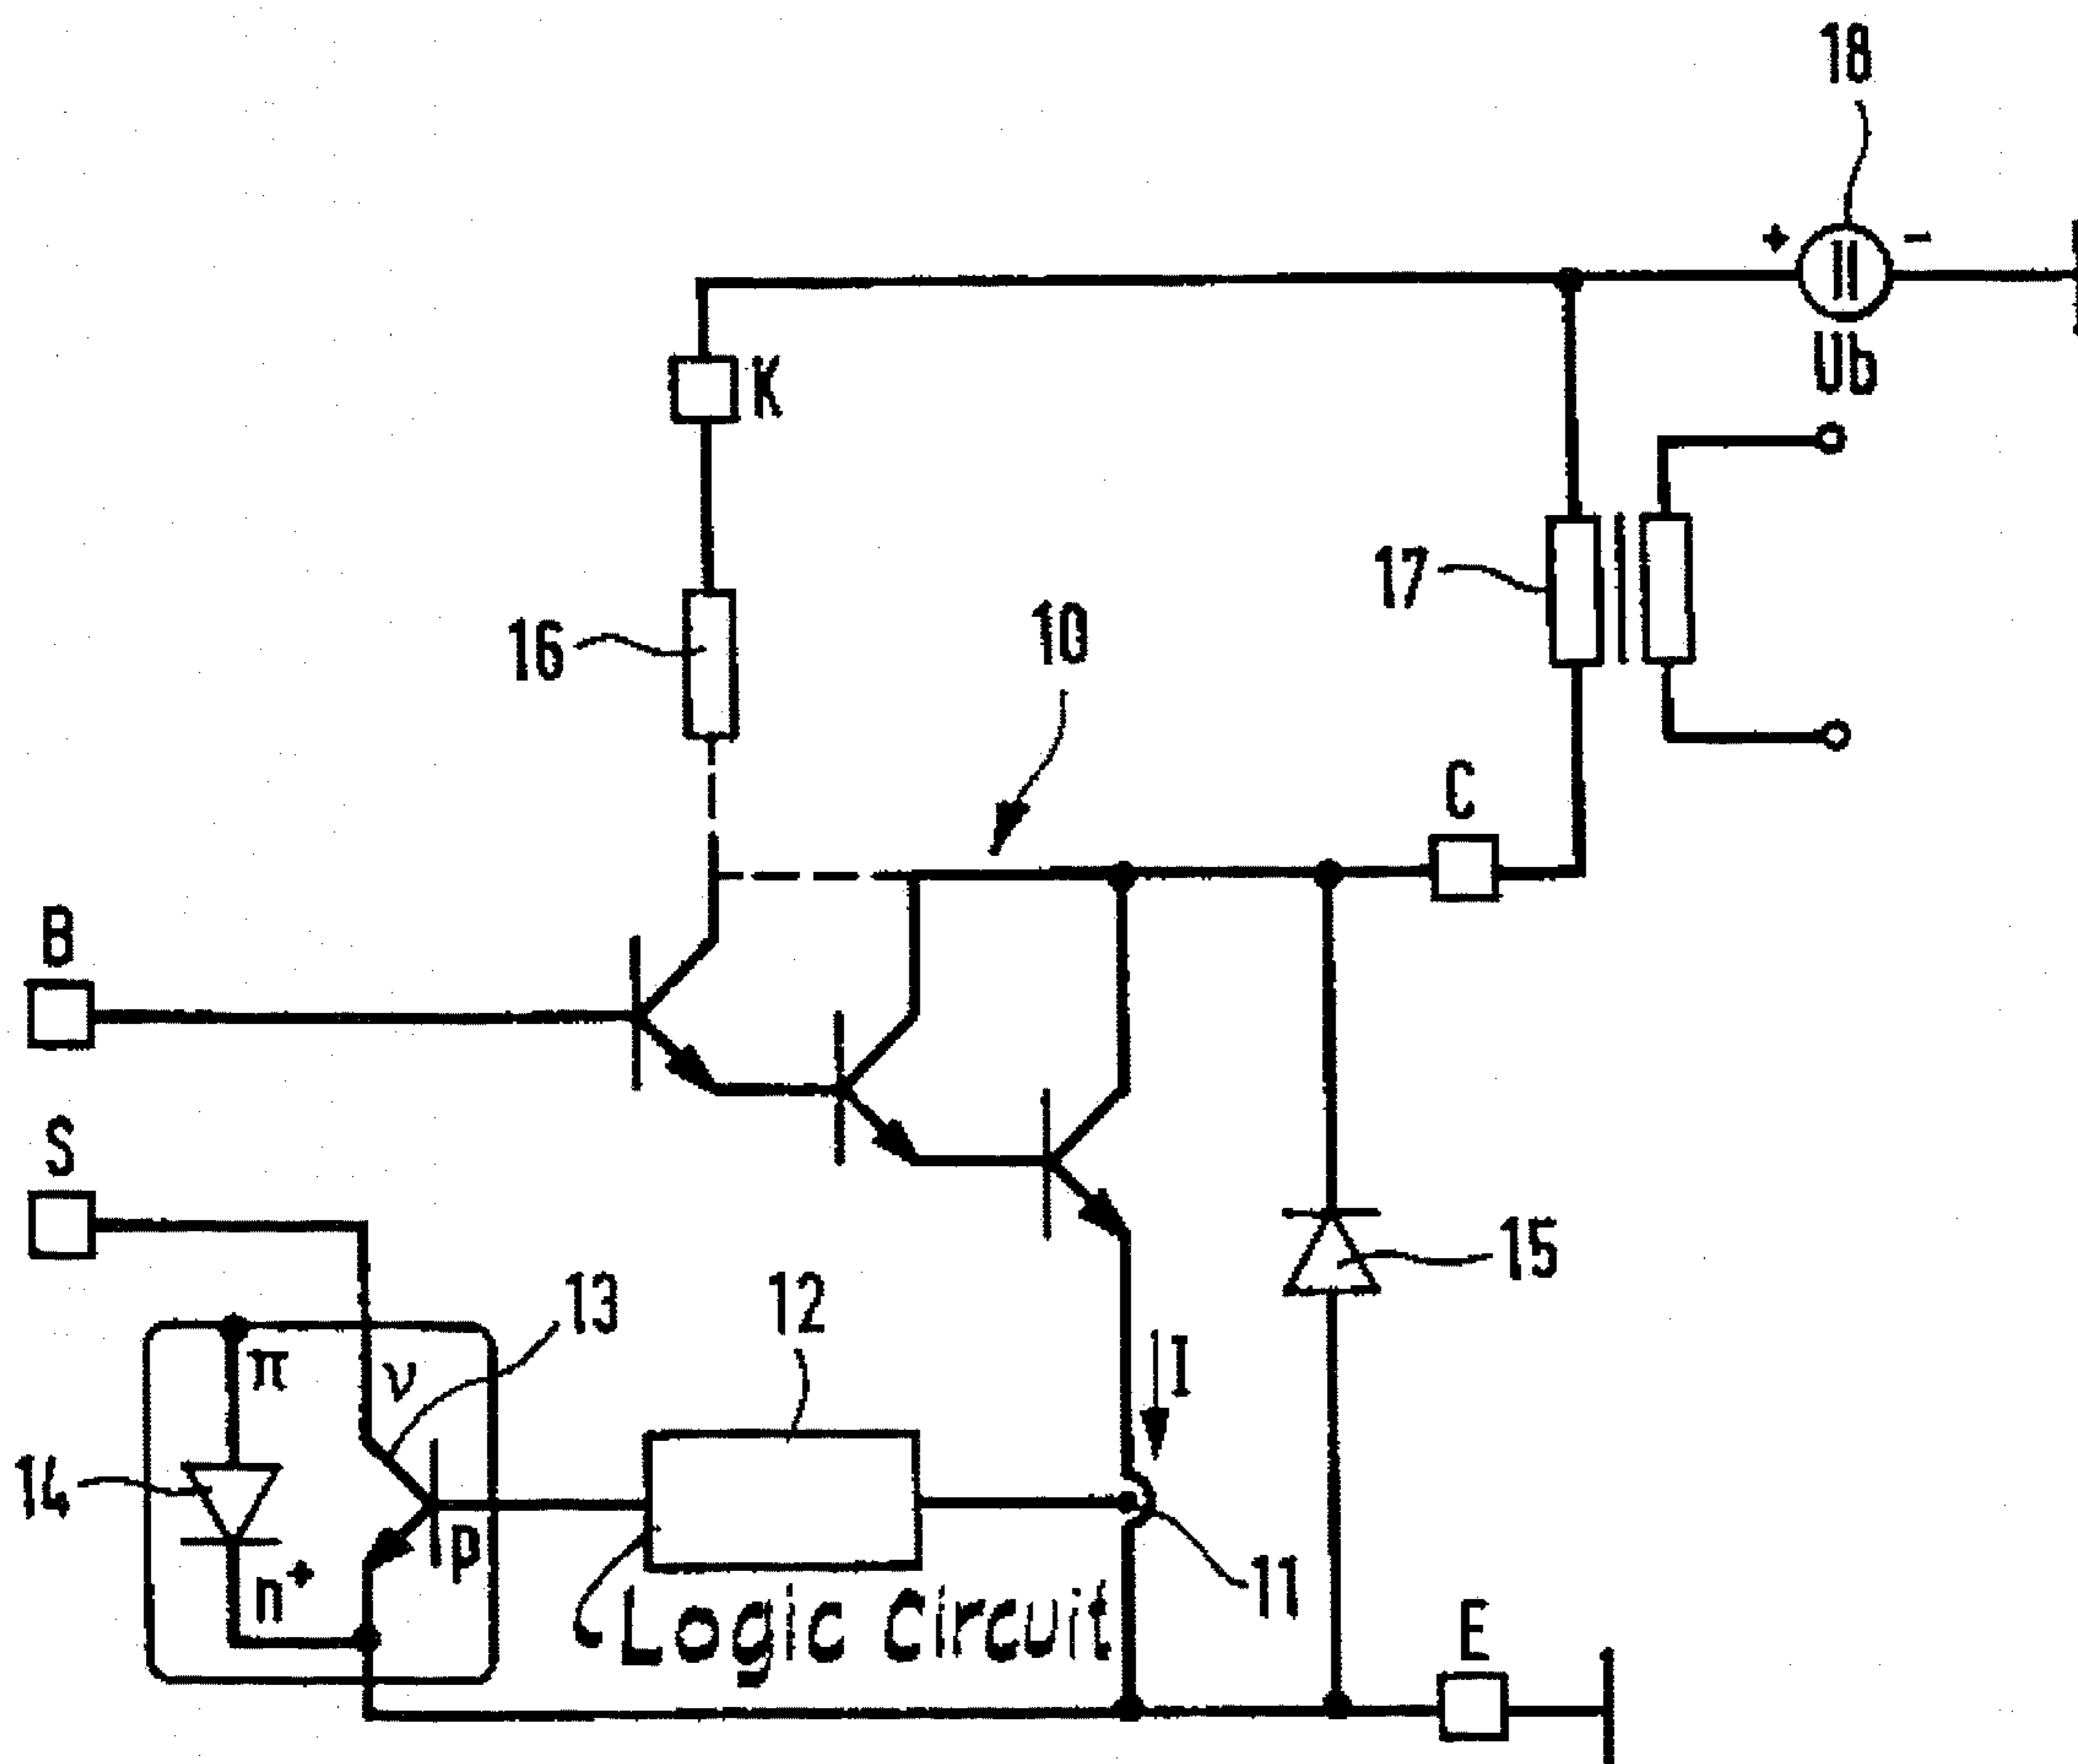 18
+ -
Ub
K
17
16
10
C
B
S
13
12
15
π
ν
I
14
p
n+
11
Logic Circuit
E